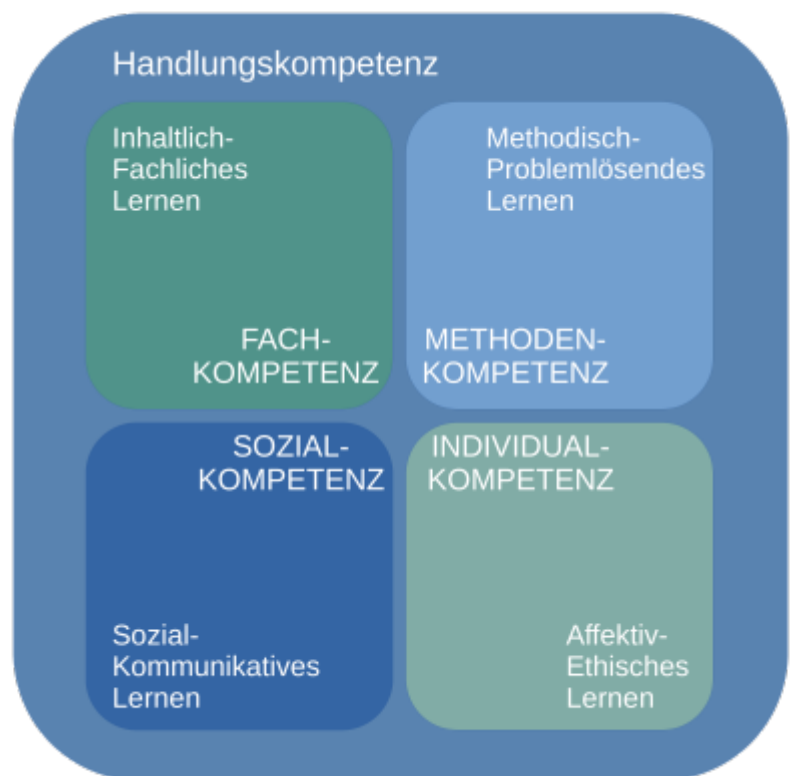 Handlungskompetenz
Inhaltlich-
Fachliches
Lernen
FACH-
KOMPETENZ
Methodisch-
Problemlösendes
Lernen
METHODEN-
KOMPETENZ
SOZIAL-
KOMPETENZ
Sozial-
Kommunikatives
Lernen
INDIVIDUAL-
KOMPETENZ
Affektiv-
Ethisches
Lernen